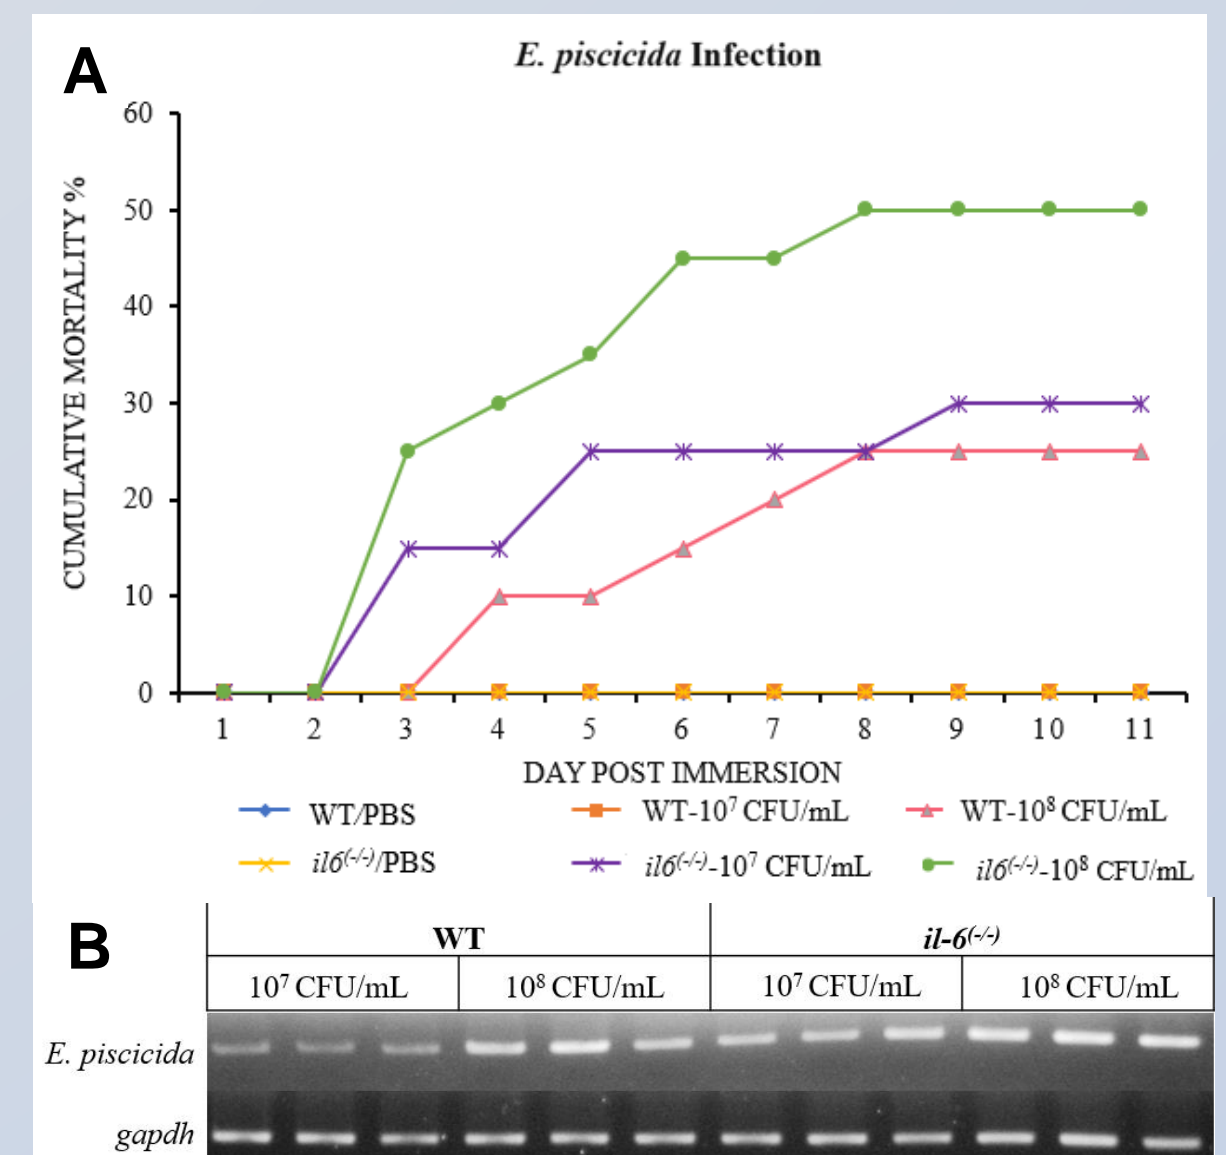 A
E. piscicida Infection
CUMULATIVE MORTALITY %
60
50
40
30
20
10
0
1 2 3 4 5 6 7 8 9 10 11
DAY POST IMMERSION
WT/PBS WT-10⁷ CFU/mL WT-10⁸ CFU/mL
il6⁽⁻/⁻⁾/PBS il6⁽⁻/⁻⁾-10⁷ CFU/mL il6⁽⁻/⁻⁾-10⁸ CFU/mL
B
WT il-6⁽⁻/⁻⁾
10⁷ CFU/mL 10⁸ CFU/mL 10⁷ CFU/mL 10⁸ CFU/mL
E. piscicida
gapdh